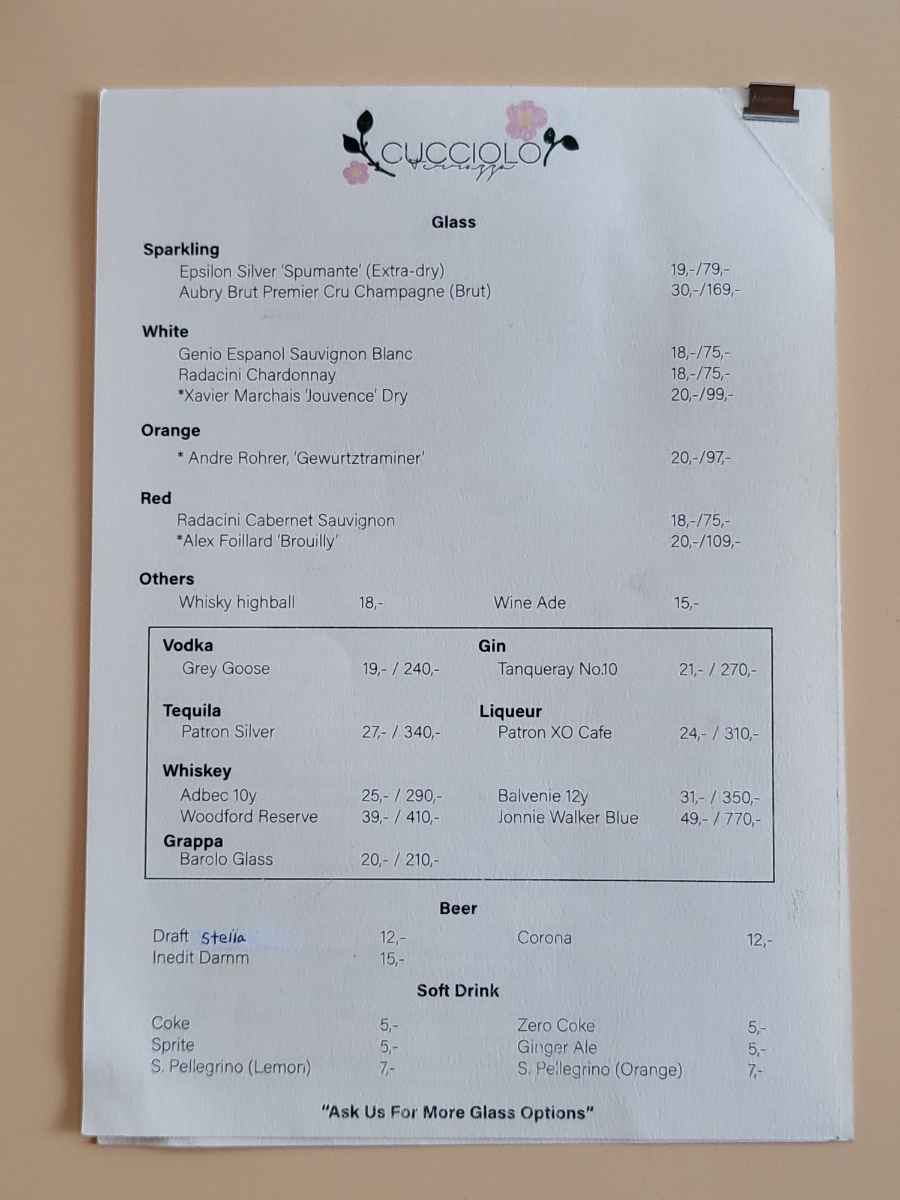 CUCCIOLO
Terrazza
Glass
Sparkling
Epsilon Silver 'Spumante' (Extra-dry) 19,-/79,-
Aubry Brut Premier Cru Champagne (Brut) 30,-/169,-
White
Genio Espanol Sauvignon Blanc 18,-/75,-
Radacini Chardonnay 18,-/75,-
*Xavier Marchais 'Jouvence' Dry 20,-/99,-
Orange
* Andre Rohrer, 'Gewurtztraminer' 20,-/97,-
Red
Radacini Cabernet Sauvignon 18,-/75,-
*Alex Foillard 'Brouilly' 20,-/109,-
Others
Whisky highball 18,- Wine Ade 15,-
Vodka Gin
Grey Goose 19,- / 240,- Tanqueray No.10 21,- / 270,-
Tequila Liqueur
Patron Silver 27,- / 340,- Patron XO Cafe 24,- / 310,-
Whiskey
Adbec 10y 25,- / 290,- Balvenie 12y 31,- / 350,-
Woodford Reserve 39,- / 410,- Jonnie Walker Blue 49,- / 770,-
Grappa
Barolo Glass 20,- / 210,-
Beer
Draft Stella 12,- Corona 12,-
Inedit Damm 15,-
Soft Drink
Coke 5,- Zero Coke 5,-
Sprite 5,- Ginger Ale 5,-
S. Pellegrino (Lemon) 7,- S. Pellegrino (Orange) 7,-
"Ask Us For More Glass Options"